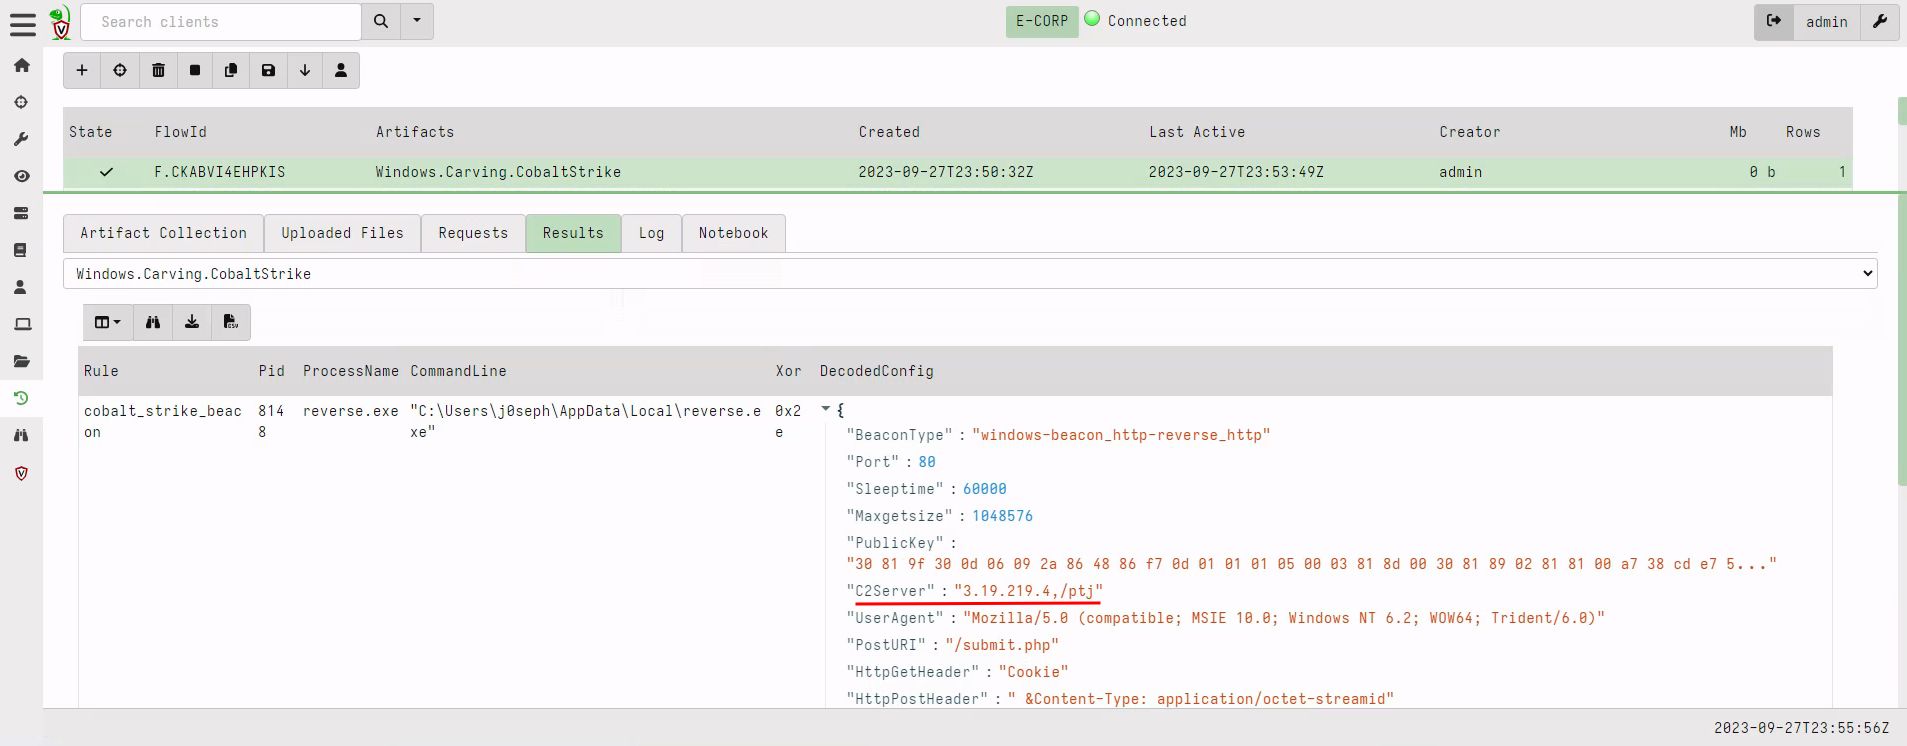 Search clients
E-CORP
Connected
admin
State FlowId Artifacts Created Last Active Creator Mb Rows
F.CKABVI4EHPKIS Windows.Carving.CobaltStrike 2023-09-27T23:50:32Z 2023-09-27T23:53:49Z admin 0 b 1
Artifact Collection Uploaded Files Requests Results Log Notebook
Windows.Carving.CobaltStrike
Rule Pid ProcessName CommandLine Xor DecodedConfig
cobalt_strike_beac 814 reverse.exe "C:\Users\j0seph\AppData\Local\reverse.e 0x2 {
on 8 xe" e
"BeaconType" : "windows-beacon_http-reverse_http"
"Port" : 80
"Sleeptime" : 60000
"Maxgetsize" : 1048576
"PublicKey" :
"30 81 9f 30 0d 06 09 2a 86 48 86 f7 0d 01 01 01 05 00 03 81 8d 00 30 81 89 02 81 81 00 a7 38 cd e7 5..."
"C2Server" : "3.19.219.4,/ptj"
"UserAgent" : "Mozilla/5.0 (compatible; MSIE 10.0; Windows NT 6.2; WOW64; Trident/6.0)"
"PostURI" : "/submit.php"
"HttpGetHeader" : "Cookie"
"HttpPostHeader" : " &Content-Type: application/octet-streamid"
2023-09-27T23:55:56Z